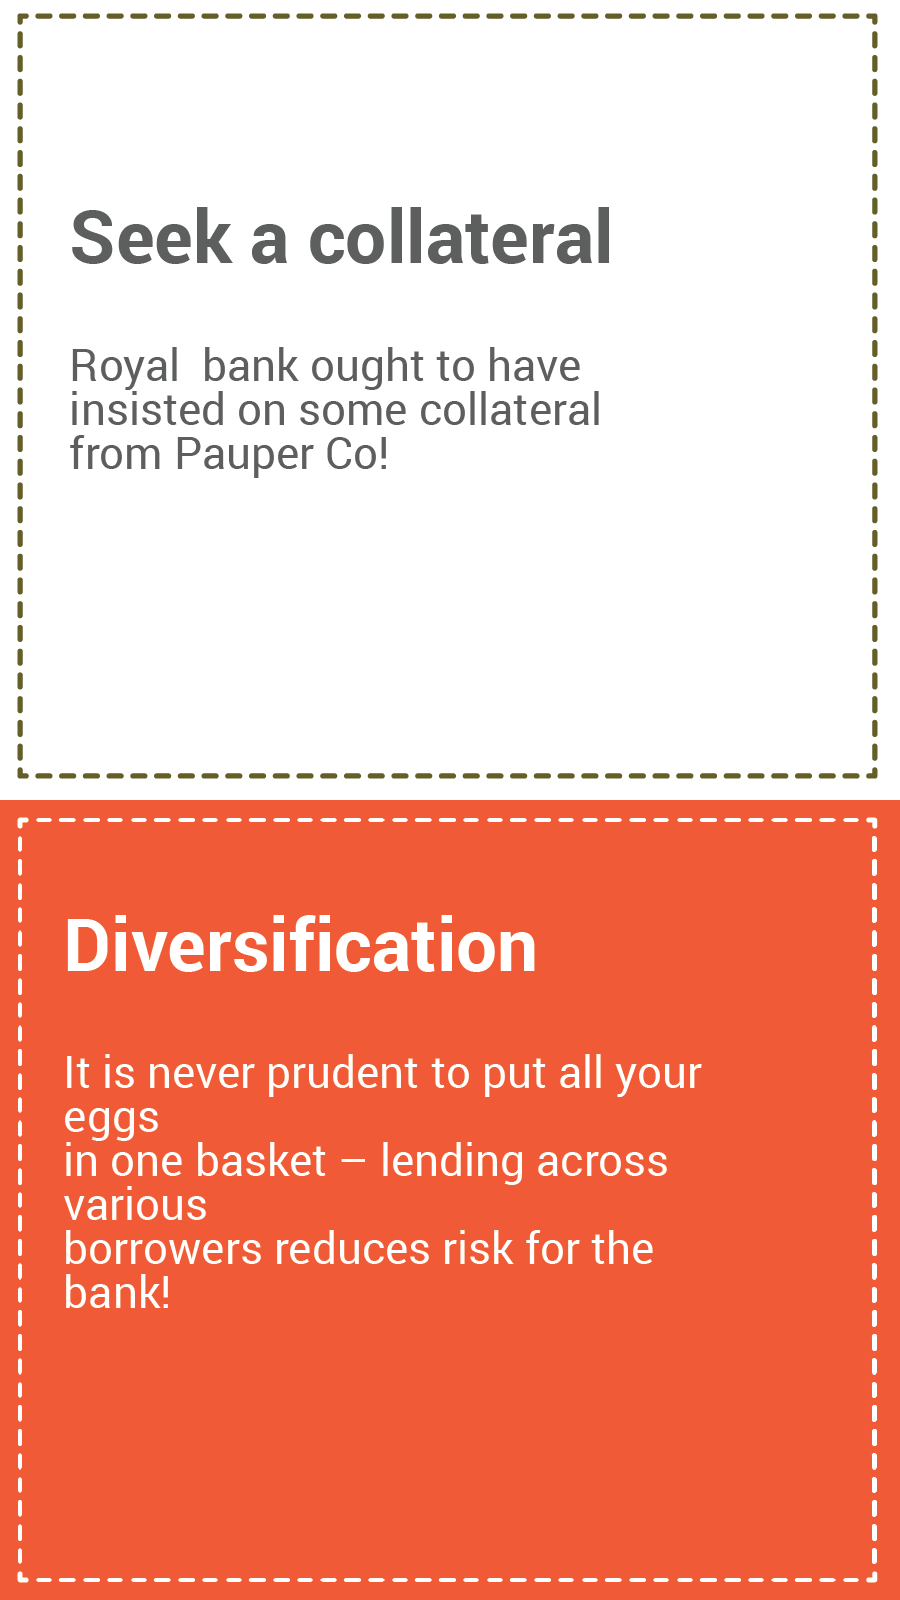 Seek a collateral
Royal  bank ought to have
insisted on some collateral
from Pauper Co!
Diversification
It is never prudent to put all your
eggs
in one basket – lending across
various
borrowers reduces risk for the
bank!